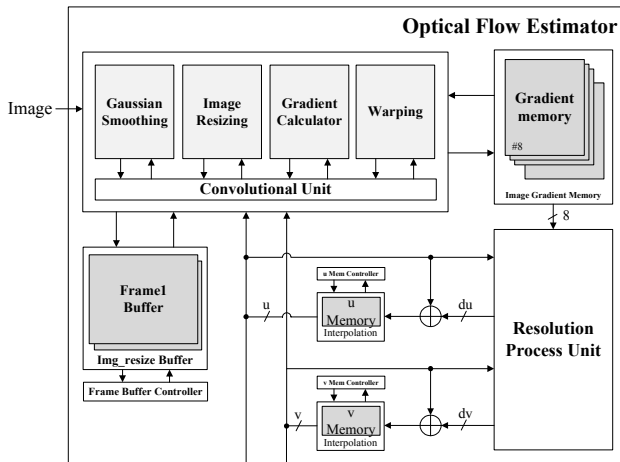 Optical Flow Estimator
Image
Gaussian
Smoothing
Image
Resizing
Gradient
Calculator
Warping
Convolutional Unit
Gradient
memory
#8
Image Gradient Memory
8
Frame1
Buffer
Img_resize Buffer
Frame Buffer Controller
u Mem Controller
u
u
Memory
Interpolation
du
v Mem Controller
v
v
Memory
Interpolation
dv
Resolution
Process Unit